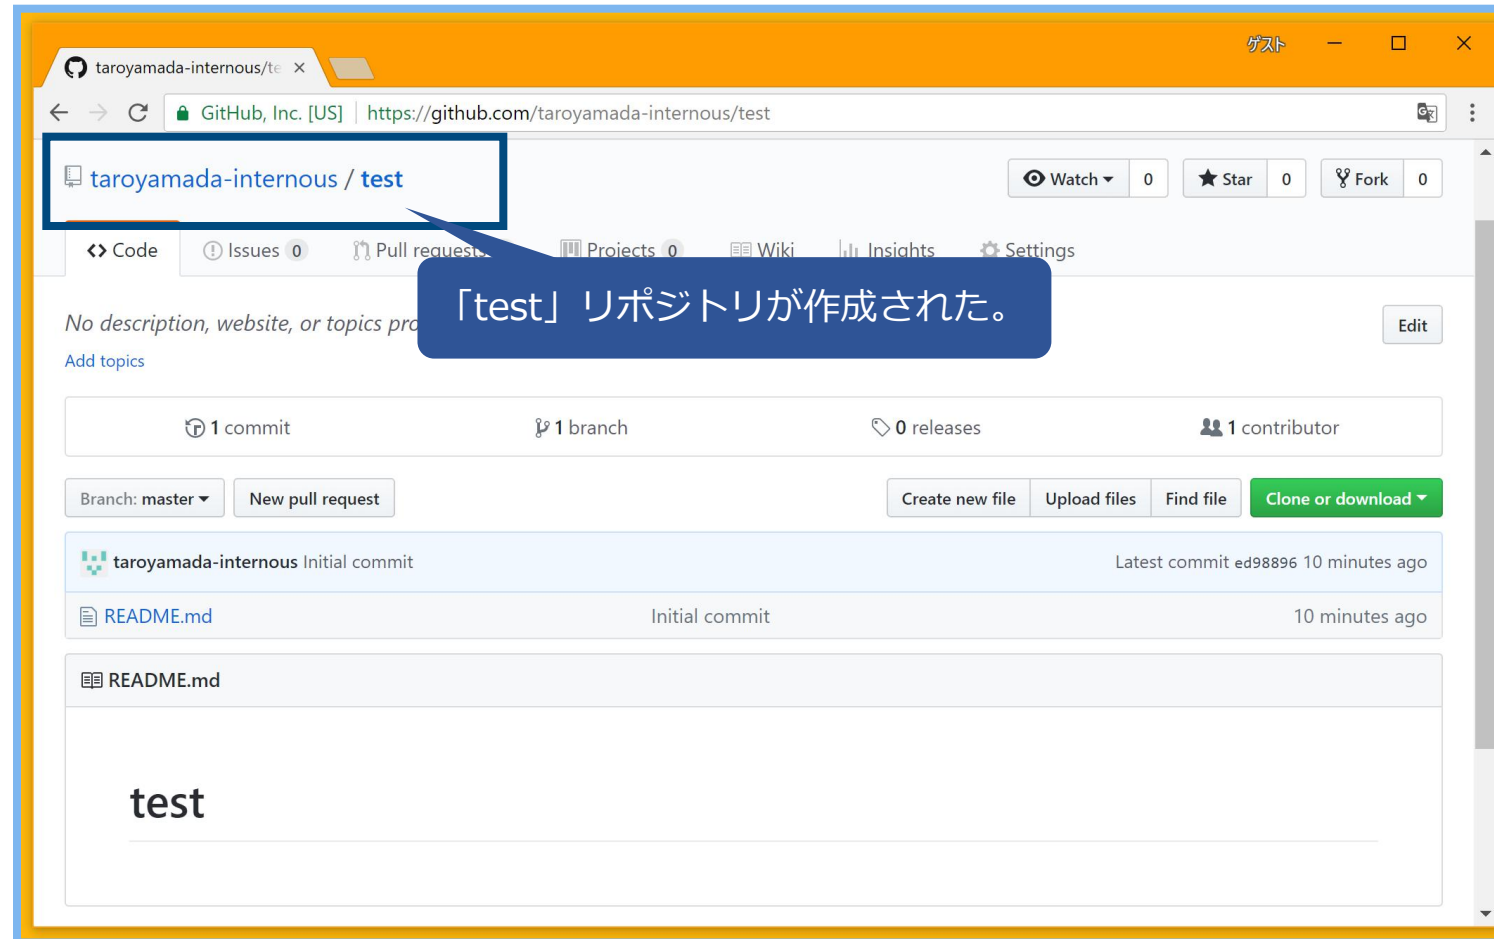 ゲスト
taroyamada-internous/te
GitHub, Inc. [US] https://github.com/taroyamada-internous/test
taroyamada-internous / test
Watch 0 Star 0 Fork 0
Code Issues 0 Pull requests Projects 0 Wiki Insights Settings
「test」リポジトリが作成された。
No description, website, or topics pro
Edit
Add topics
1 commit 1 branch 0 releases 1 contributor
Branch: master New pull request Create new file Upload files Find file Clone or download
taroyamada-internous Initial commit Latest commit ed98896 10 minutes ago
README.md Initial commit 10 minutes ago
README.md
test